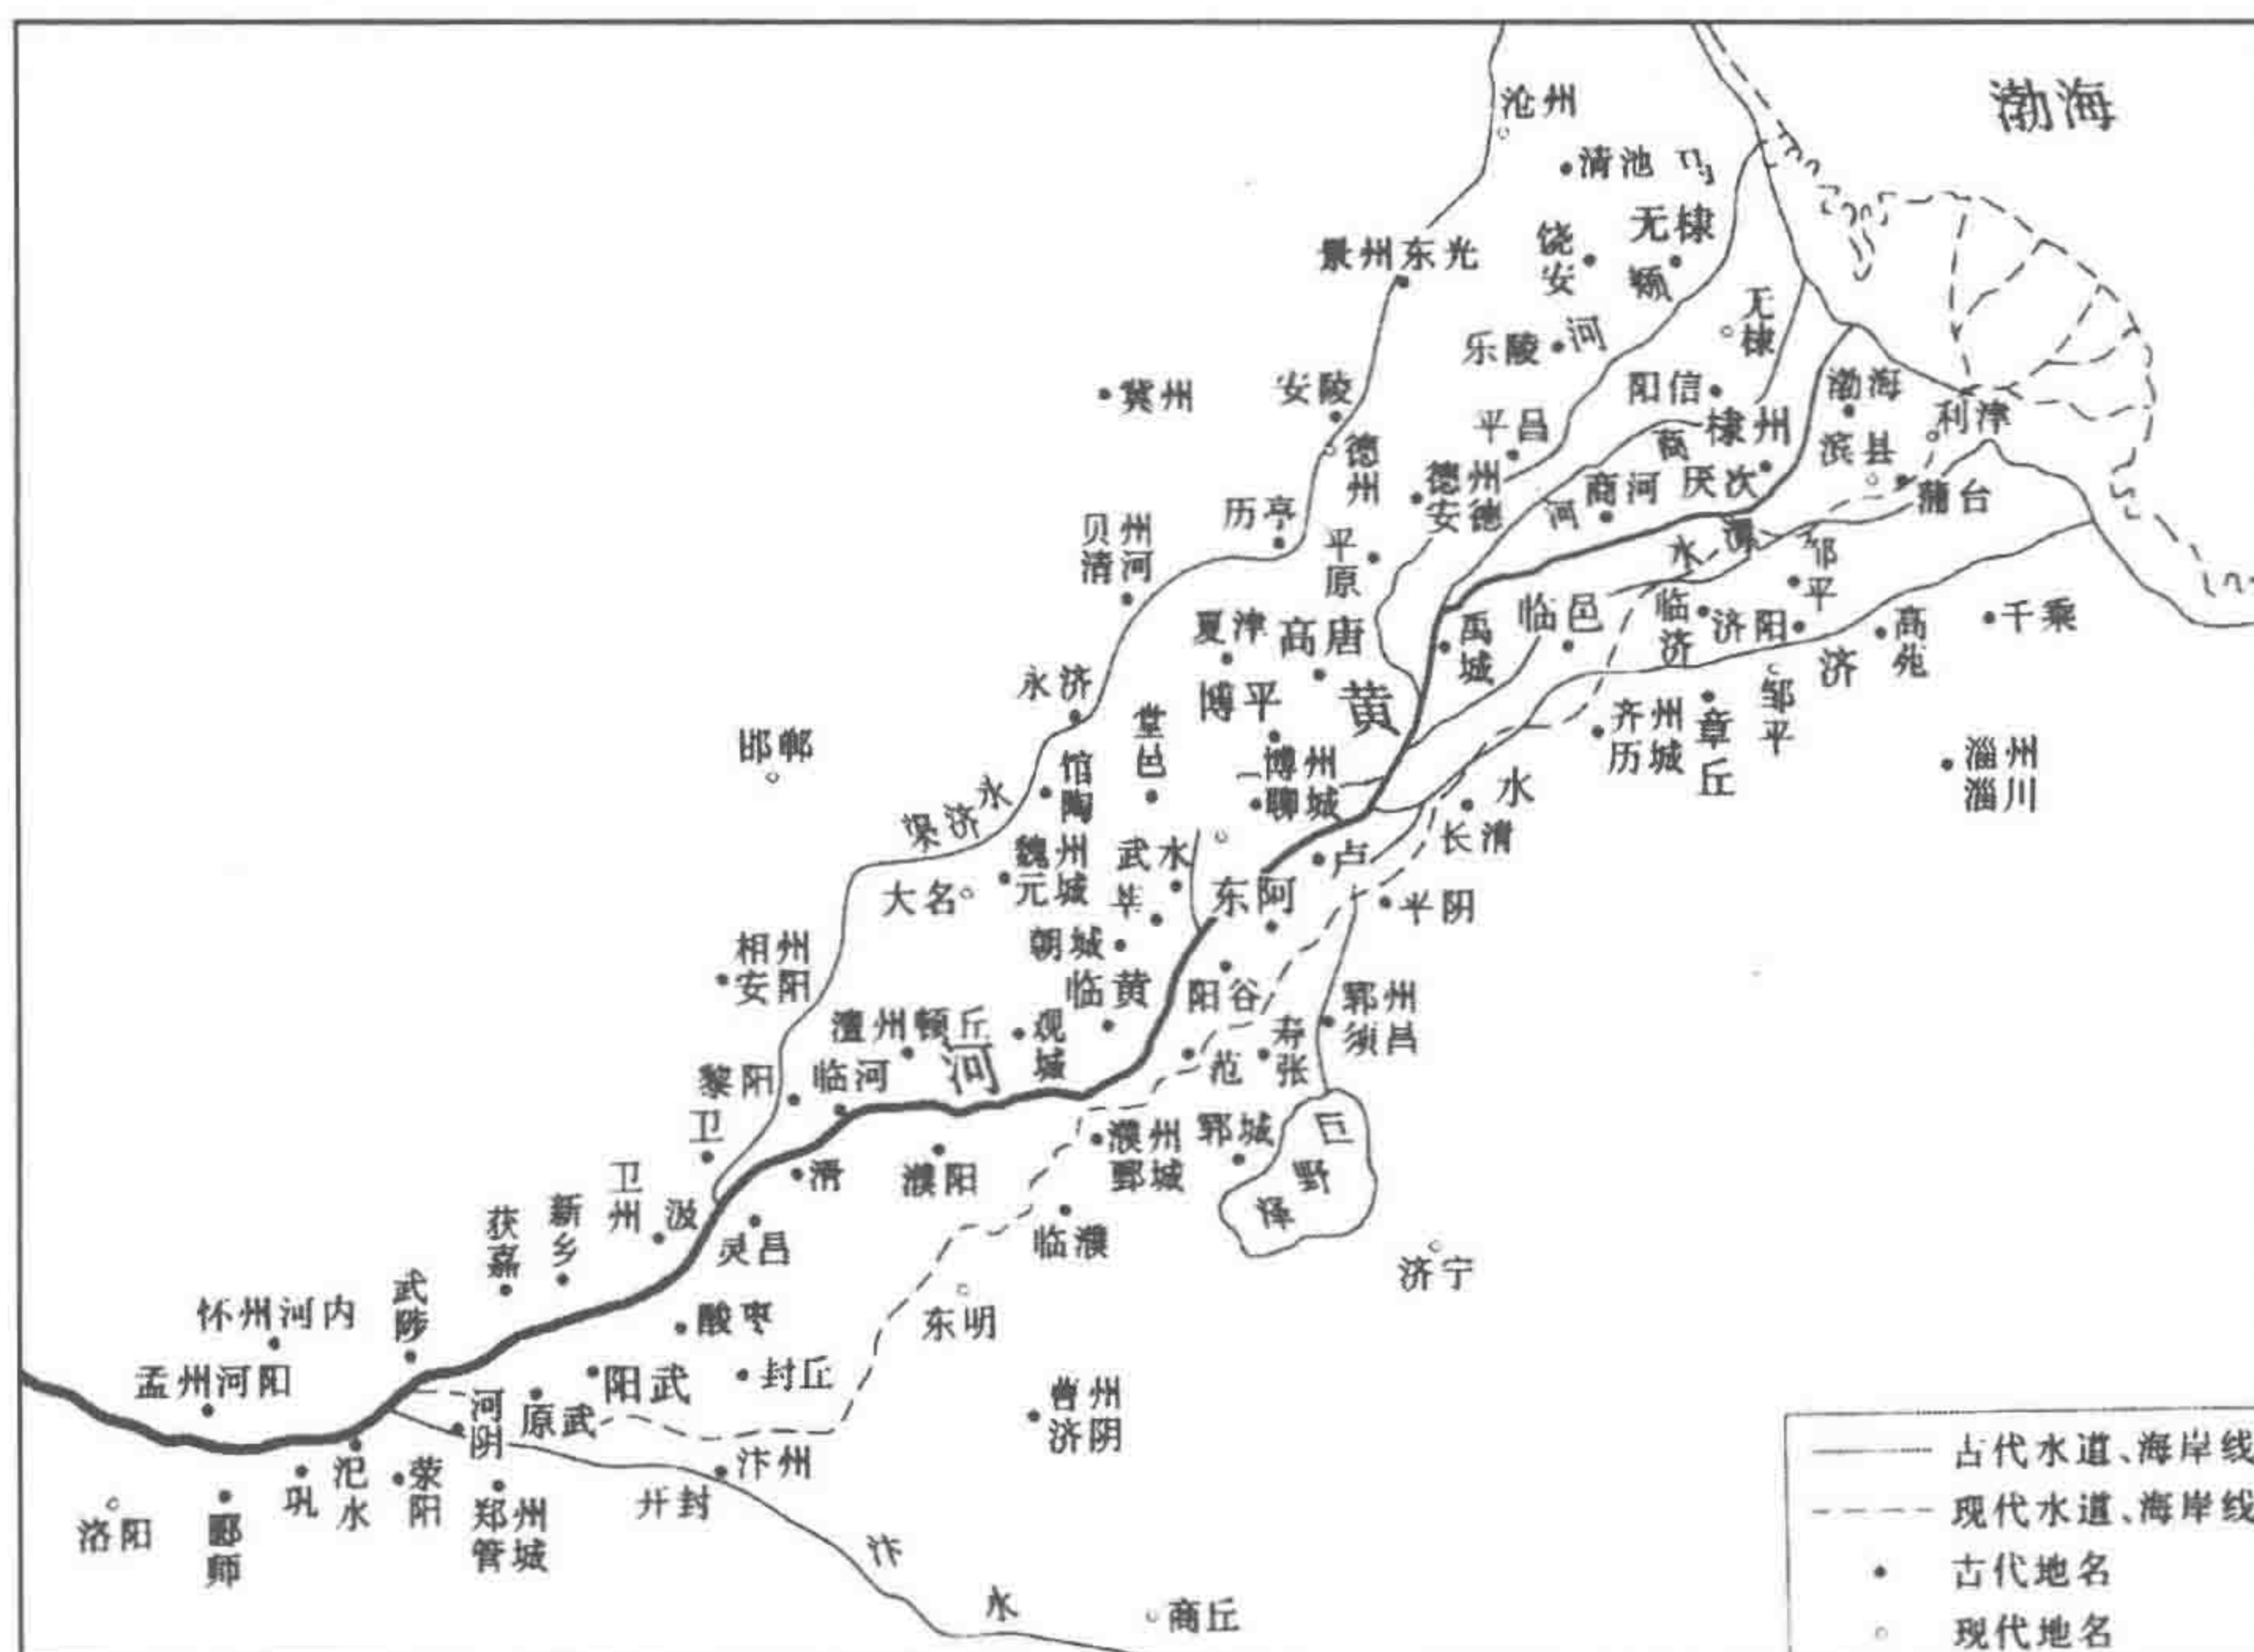 渤海
沧州
清池
饶安
无棣
景州东光
无棣
乐陵
河
冀州
安陵
阳信
渤海
平昌
商
棣州
利津
德州
德州
安德
滨县
商河
厌次
河
蒲台
历亭
贝州
清河
平原
水
邹平
夏津
高唐
禹城
临邑
临济
济阳
高苑
千乘
永济
博平
黄
济
邯郸
堂邑
齐州
历城
章丘
邹平
馆陶
博州
聊城
水
淄州
淄川
永济渠
长清
魏州
元城
武水
卢
大名
东阿
平阴
莘
朝城
相州
安阳
临黄
阳谷
郓州
须昌
澶州顿丘
观城
河
寿张
范
黎阳
临河
卫
濮州
鄄城
郓城
巨野泽
滑
濮阳
卫州
汲
新乡
获嘉
灵昌
临濮
济宁
武陟
怀州河内
酸枣
东明
孟州河阳
阳武
封丘
曹州
济阴
河阴
原武
汴州
巩
汜水
荥阳
郑州
管城
开封
洛阳
郾师
汴
水
商丘
古代水道、海岸线
现代水道、海岸线
古代地名
现代地名